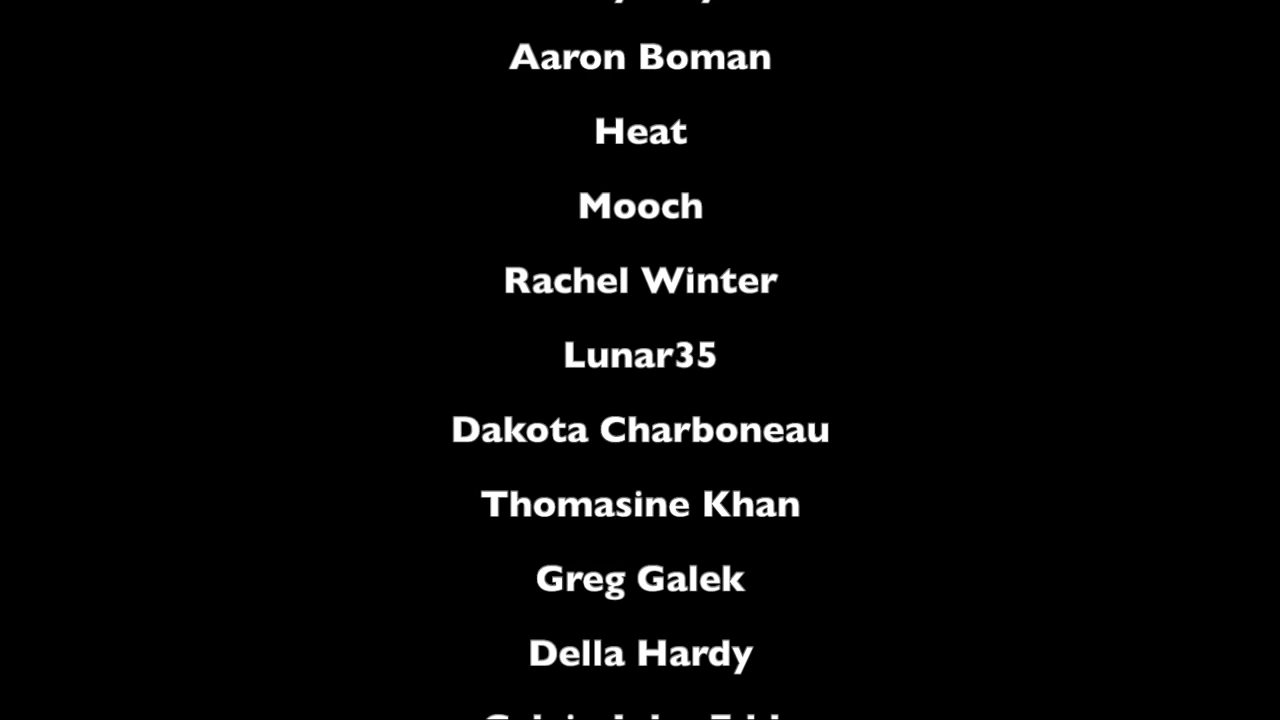 Aaron Boman
Heat
Mooch
Rachel Winter
Lunar35
Dakota Charboneau
Thomasine Khan
Greg Galek
Della Hardy